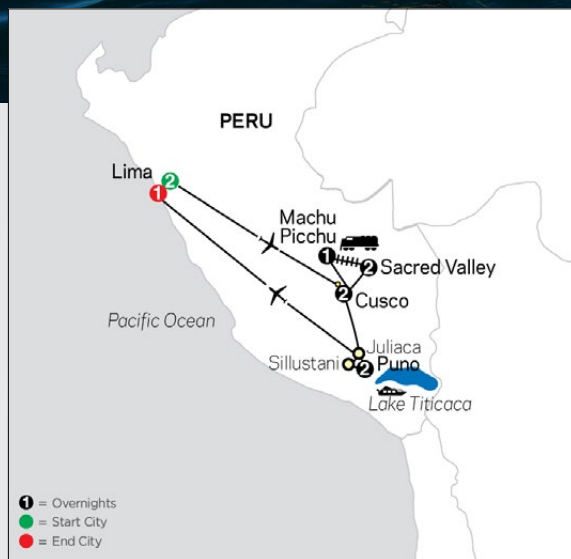 PERU
Lima
2
1
Machu
Picchu
1
2
Sacred Valley
2
Cusco
Pacific Ocean
Juliaca
Sillustani
2
Puno
Lake Titicaca
1 = Overnights
= Start City
= End City